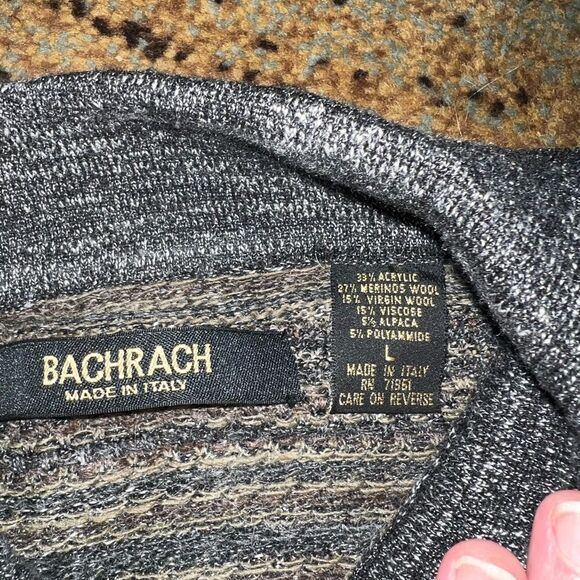 BACHRACH
MADE IN ITALY
33% ACRYLIC
27% MERINOS WOOL
15% VIRGIN WOOL
15% VISCOSE
5% ALPACA
5% POLYAMMIDE
L
MADE IN ITALY
RN 71961
CARE ON REVERSE